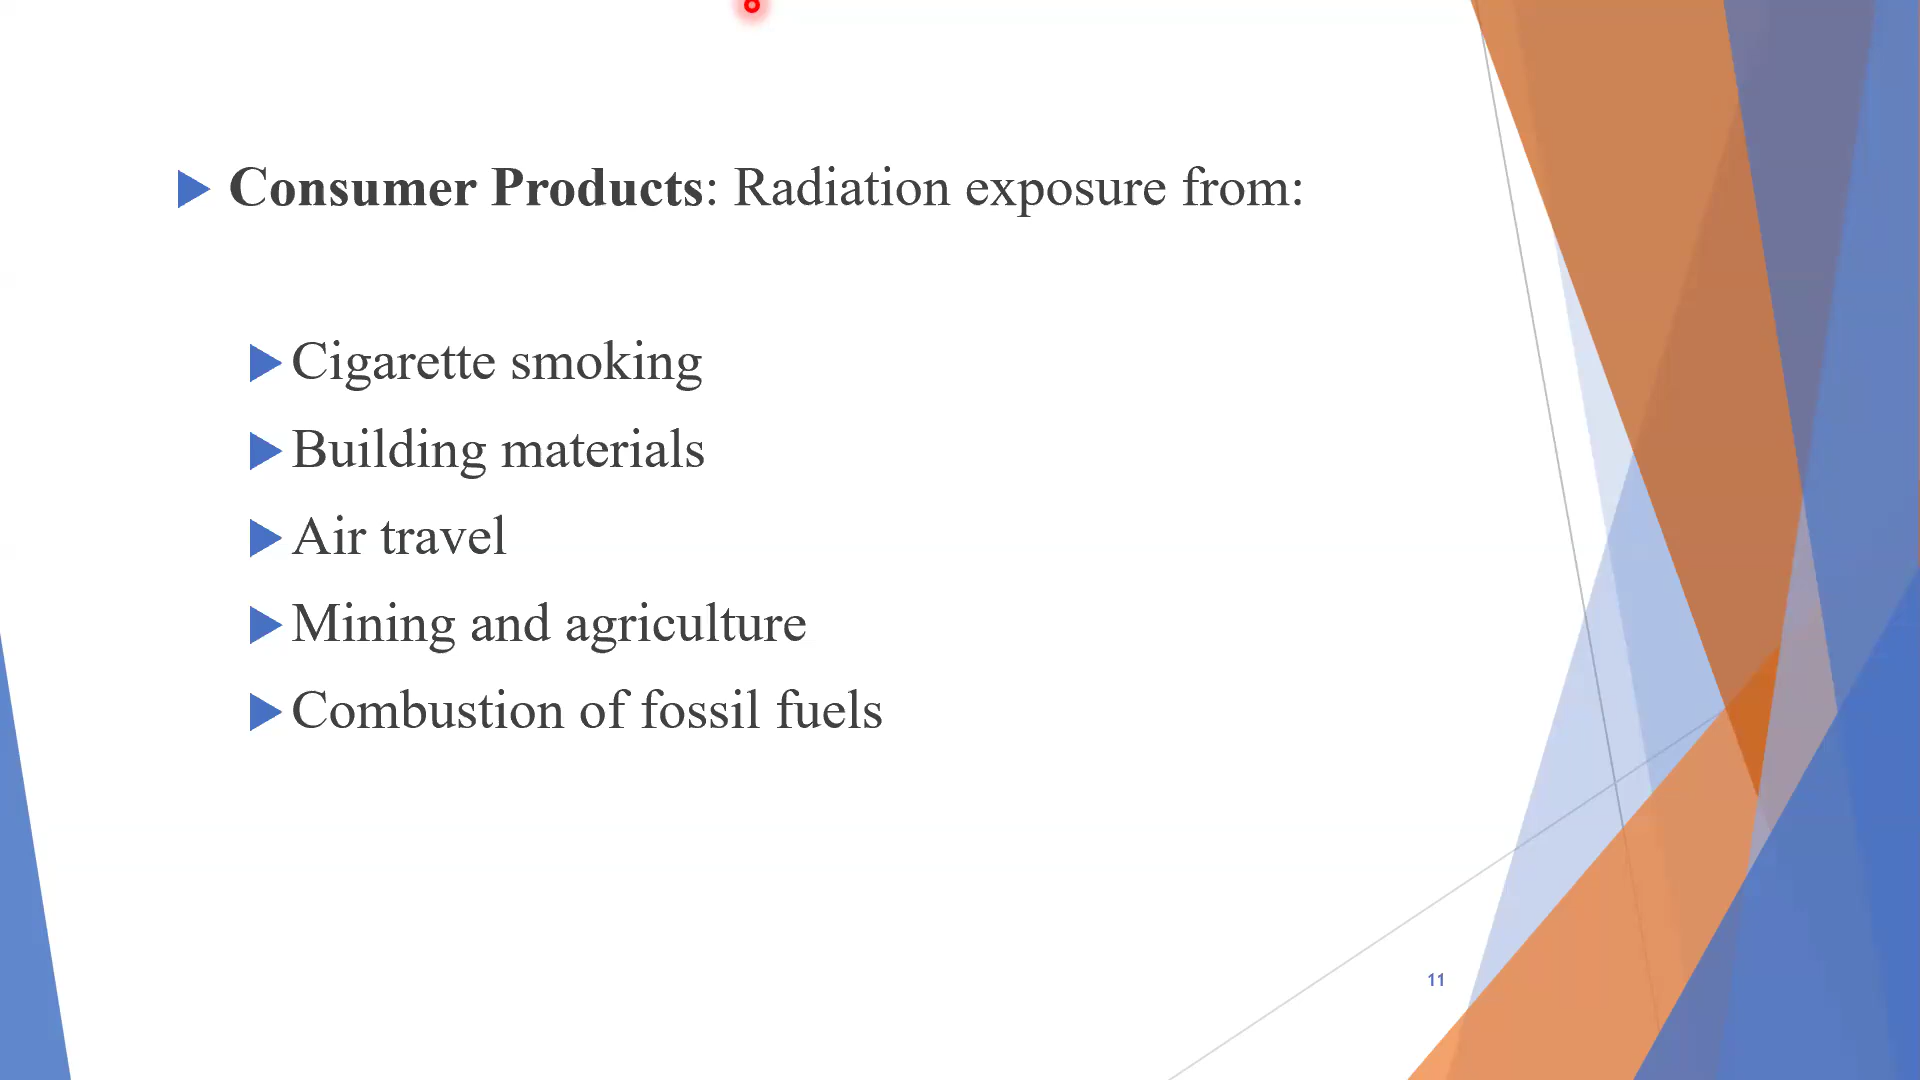 Consumer Products: Radiation exposure from:
Cigarette smoking
Building materials
Air travel
Mining and agriculture
Combustion of fossil fuels
11